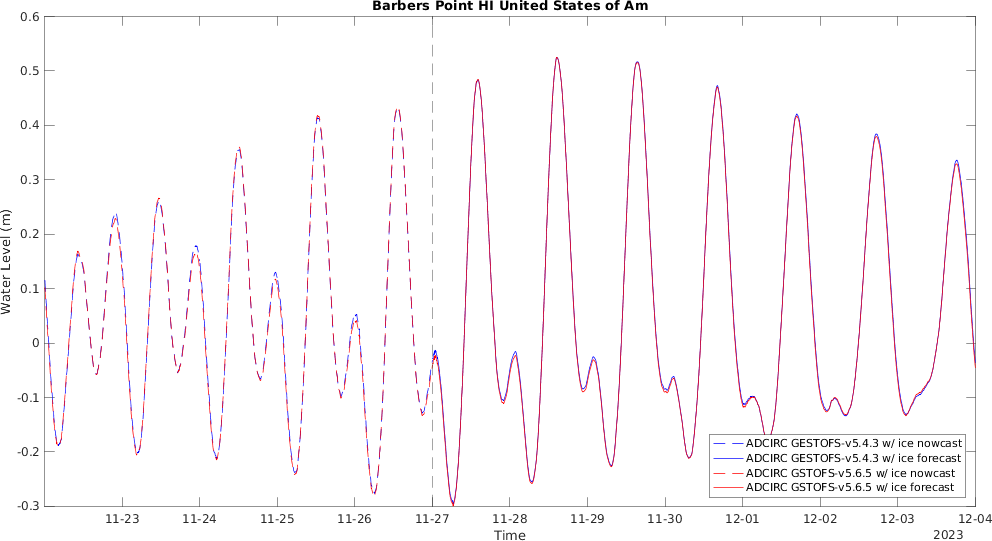 Barbers Point HI United States of Am
0.6
0.5
0.4
0.3
0.2
0.1
0
-0.1
-0.2
-0.3
Water Level (m)
ADCIRC GESTOFS-v5.4.3 w/ ice nowcast
ADCIRC GESTOFS-v5.4.3 w/ ice forecast
ADCIRC GSTOFS-v5.6.5 w/ ice nowcast
ADCIRC GSTOFS-v5.6.5 w/ ice forecast
11-23 11-24 11-25 11-26 11-27 11-28 11-29 11-30 12-01 12-02 12-03 12-04
Time
2023